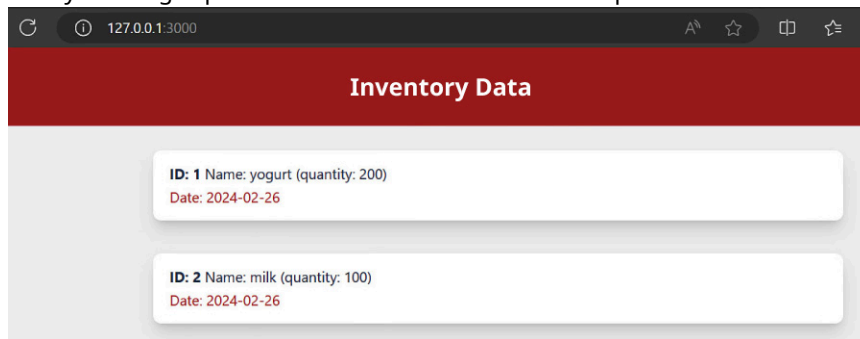 127.0.0.1:3000
Inventory Data
ID: 1 Name: yogurt (quantity: 200)
Date: 2024-02-26
ID: 2 Name: milk (quantity: 100)
Date: 2024-02-26